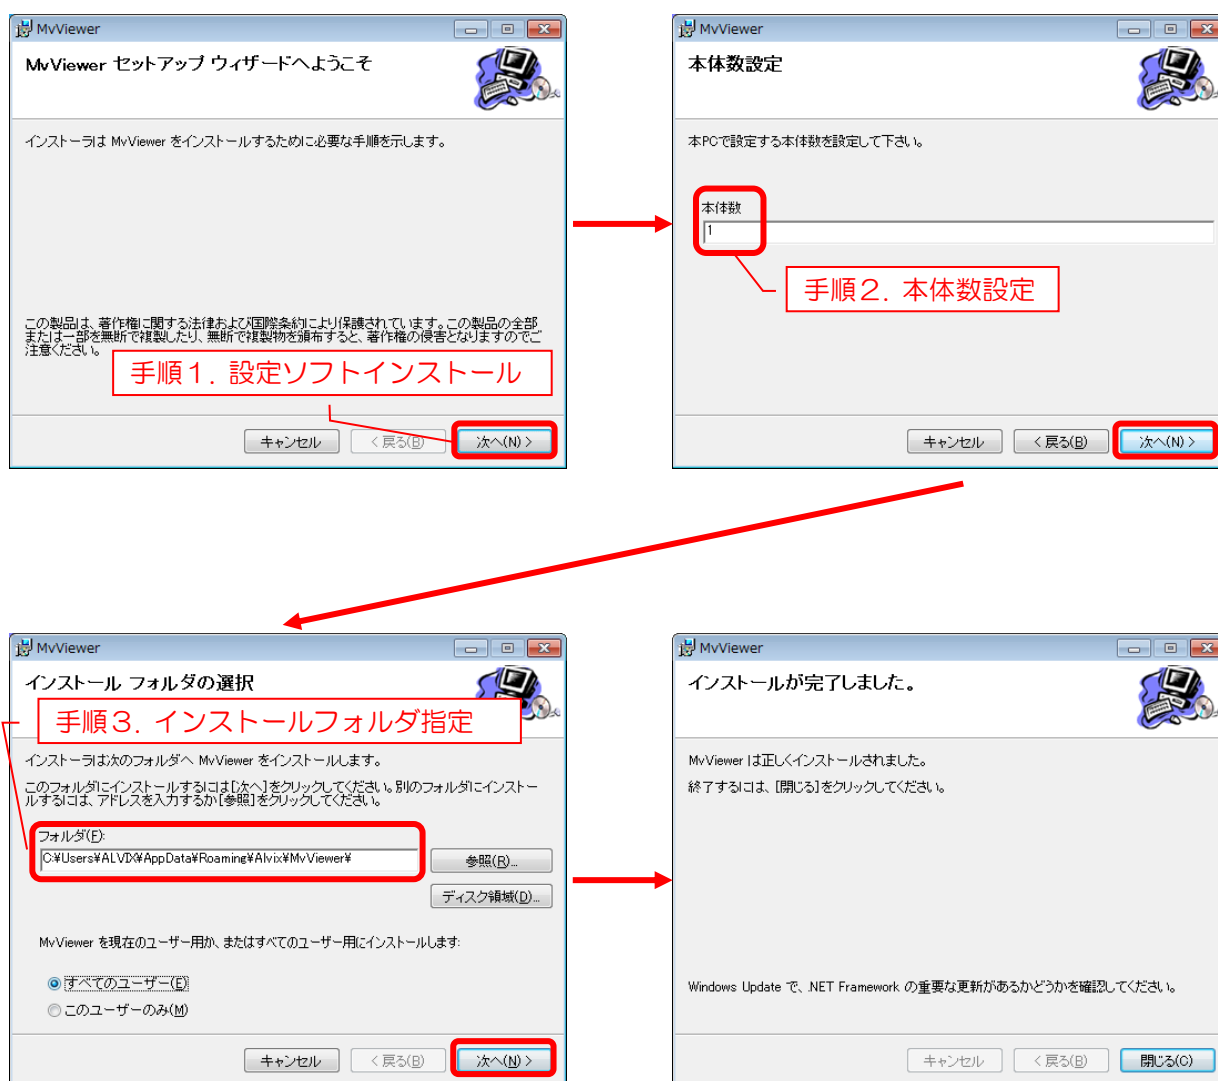 MvViewer
MvViewer セットアップ ウィザードへようこそ
インストーラは MvViewer をインストールするために必要な手順を示します。
この製品は、著作権に関する法律および国際条約により保護されています。この製品の全部
または一部を無断で複製したり、無断で複製物を頒布すると、著作権の侵害となりますのでご
注意ください。
手順１．設定ソフトインストール
キャンセル
< 戻る(B)
次へ(N) >
MvViewer
本体数設定
本PCで設定する本体数を設定して下さい。
本体数
1
手順２．本体数設定
キャンセル
< 戻る(B)
次へ(N) >
MvViewer
インストール フォルダの選択
手順３．インストールフォルダ指定
インストーラは次のフォルダへ MvViewer をインストールします。
このフォルダにインストールするには[次へ]をクリックしてください。別のフォルダにインストー
ルするには、アドレスを入力するか[参照]をクリックしてください。
フォルダ(F):
C:¥Users¥ALVIX¥AppData¥Roaming¥Alvix¥MvViewer¥
参照(R)...
ディスク領域(D)...
MvViewer を現在のユーザー用か、またはすべてのユーザー用にインストールします:
すべてのユーザー(E)
このユーザーのみ(M)
キャンセル
< 戻る(B)
次へ(N) >
MvViewer
インストールが完了しました。
MvViewer は正しくインストールされました。
終了するには、[閉じる]をクリックしてください。
Windows Update で、.NET Framework の重要な更新があるかどうかを確認してください。
キャンセル
< 戻る(B)
閉じる(C)